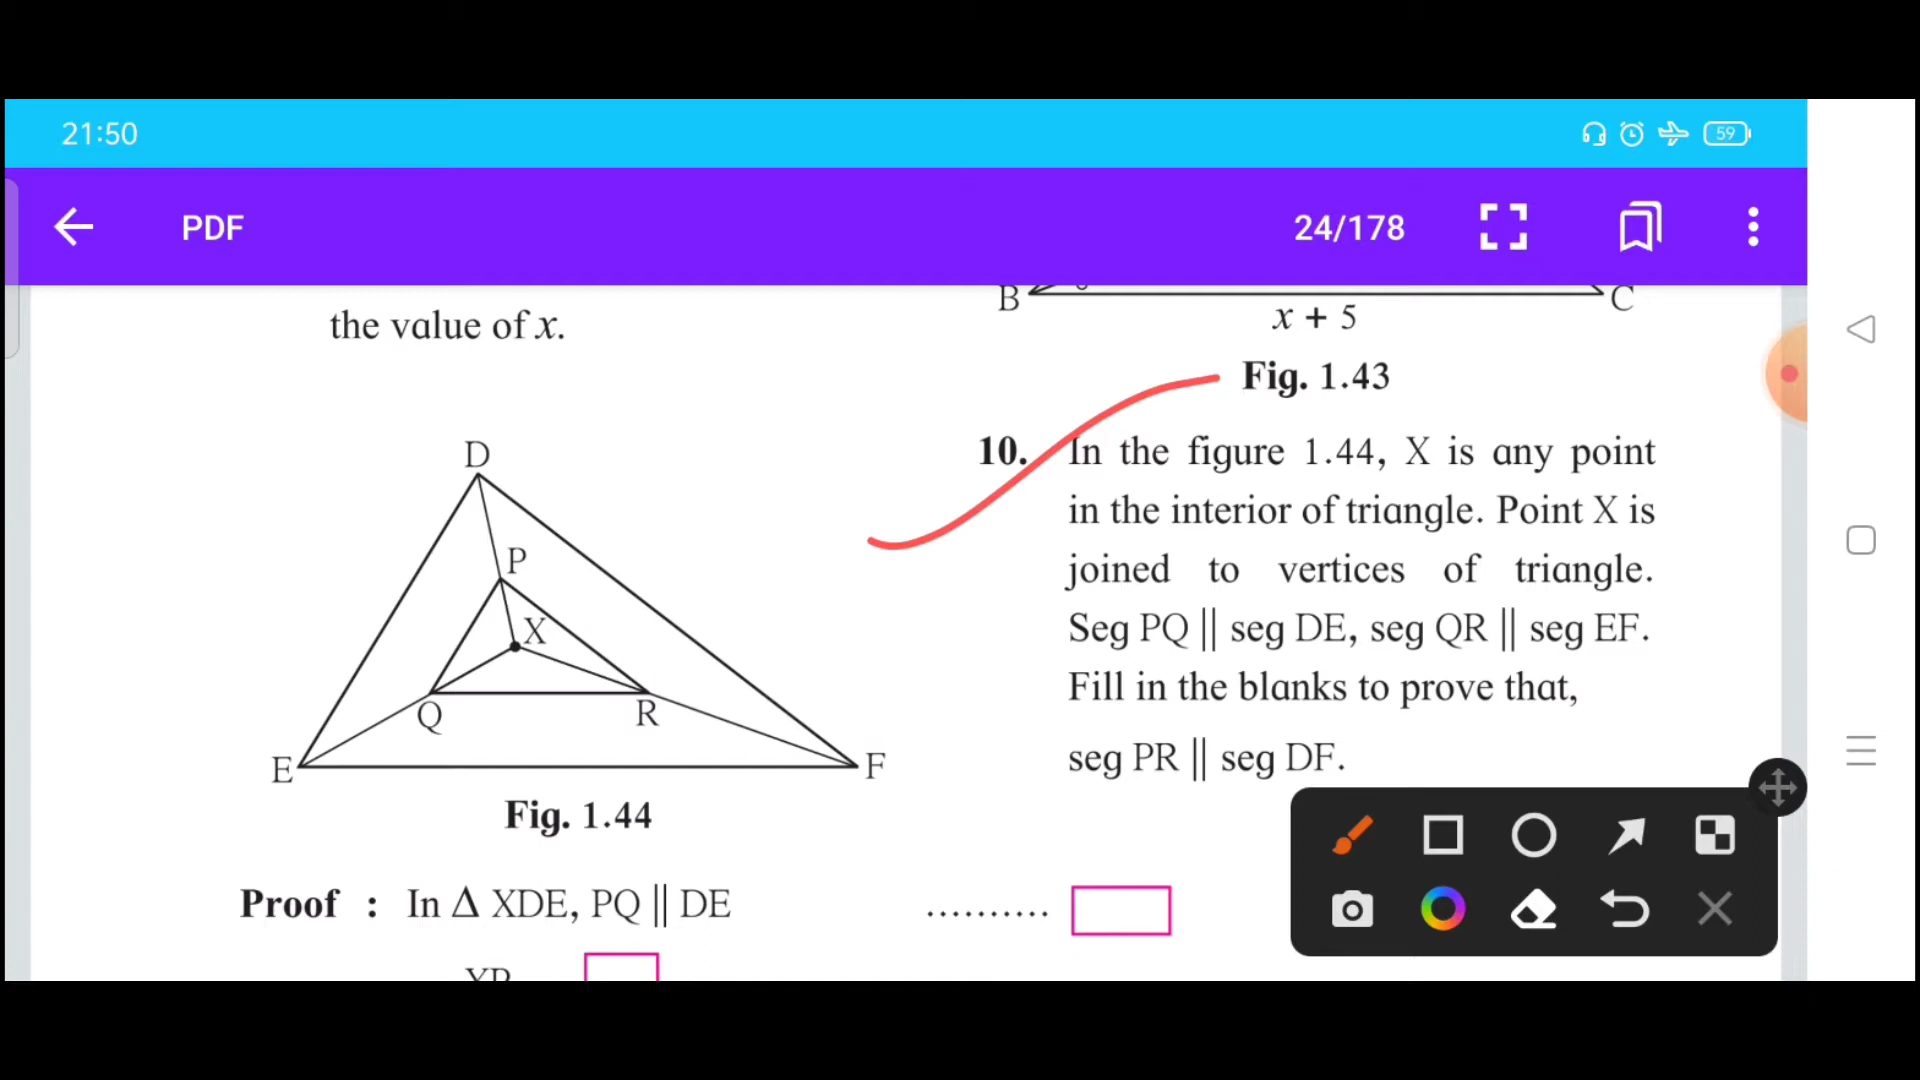 21:50
59
PDF
24/178
the value of x.
B
C
x + 5
Fig. 1.43
D
P
X
Q
R
E
F
Fig. 1.44
10. In the figure 1.44, X is any point
in the interior of triangle. Point X is
joined to vertices of triangle.
Seg PQ || seg DE, seg QR || seg EF.
Fill in the blanks to prove that,
seg PR || seg DF.
Proof : In Δ XDE, PQ || DE ..........
XP